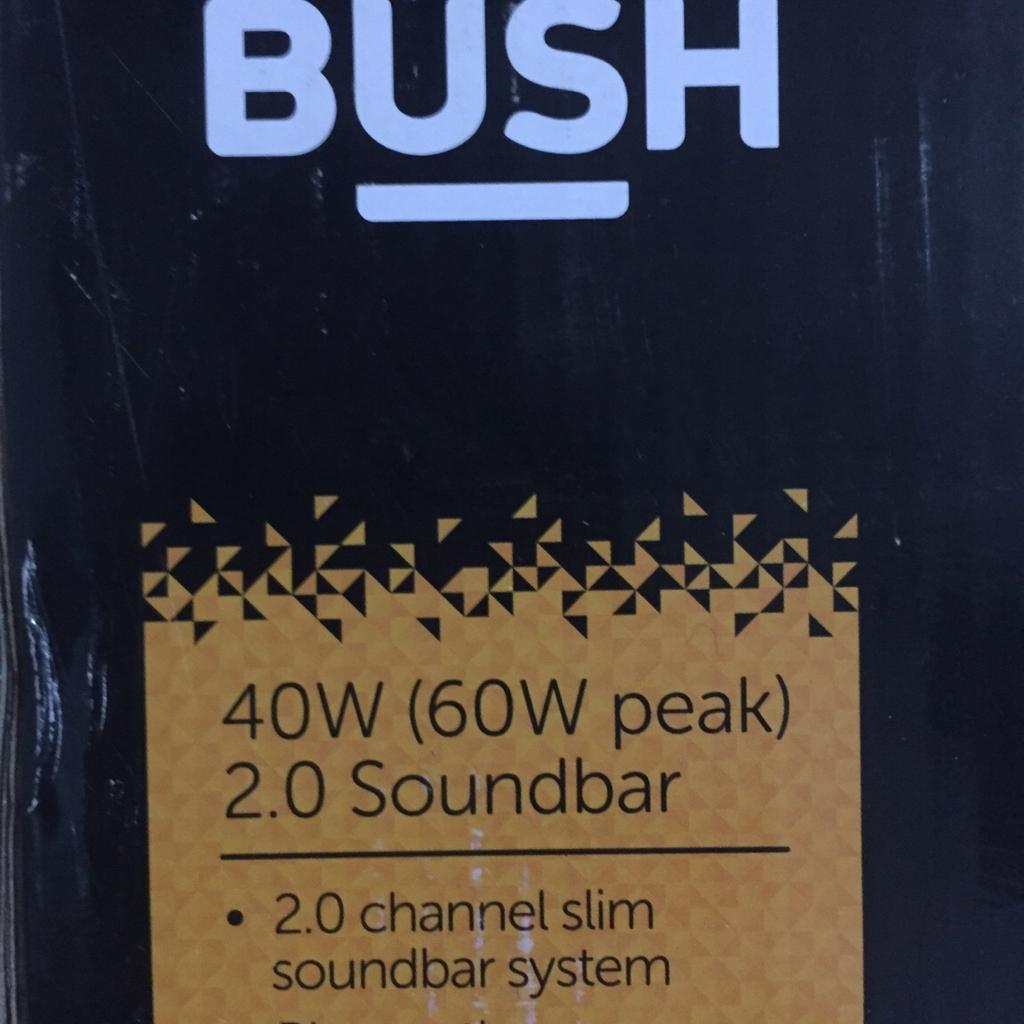 BUSH
40W (60W peak)
2.0 Soundbar
• 2.0 channel slim
soundbar system